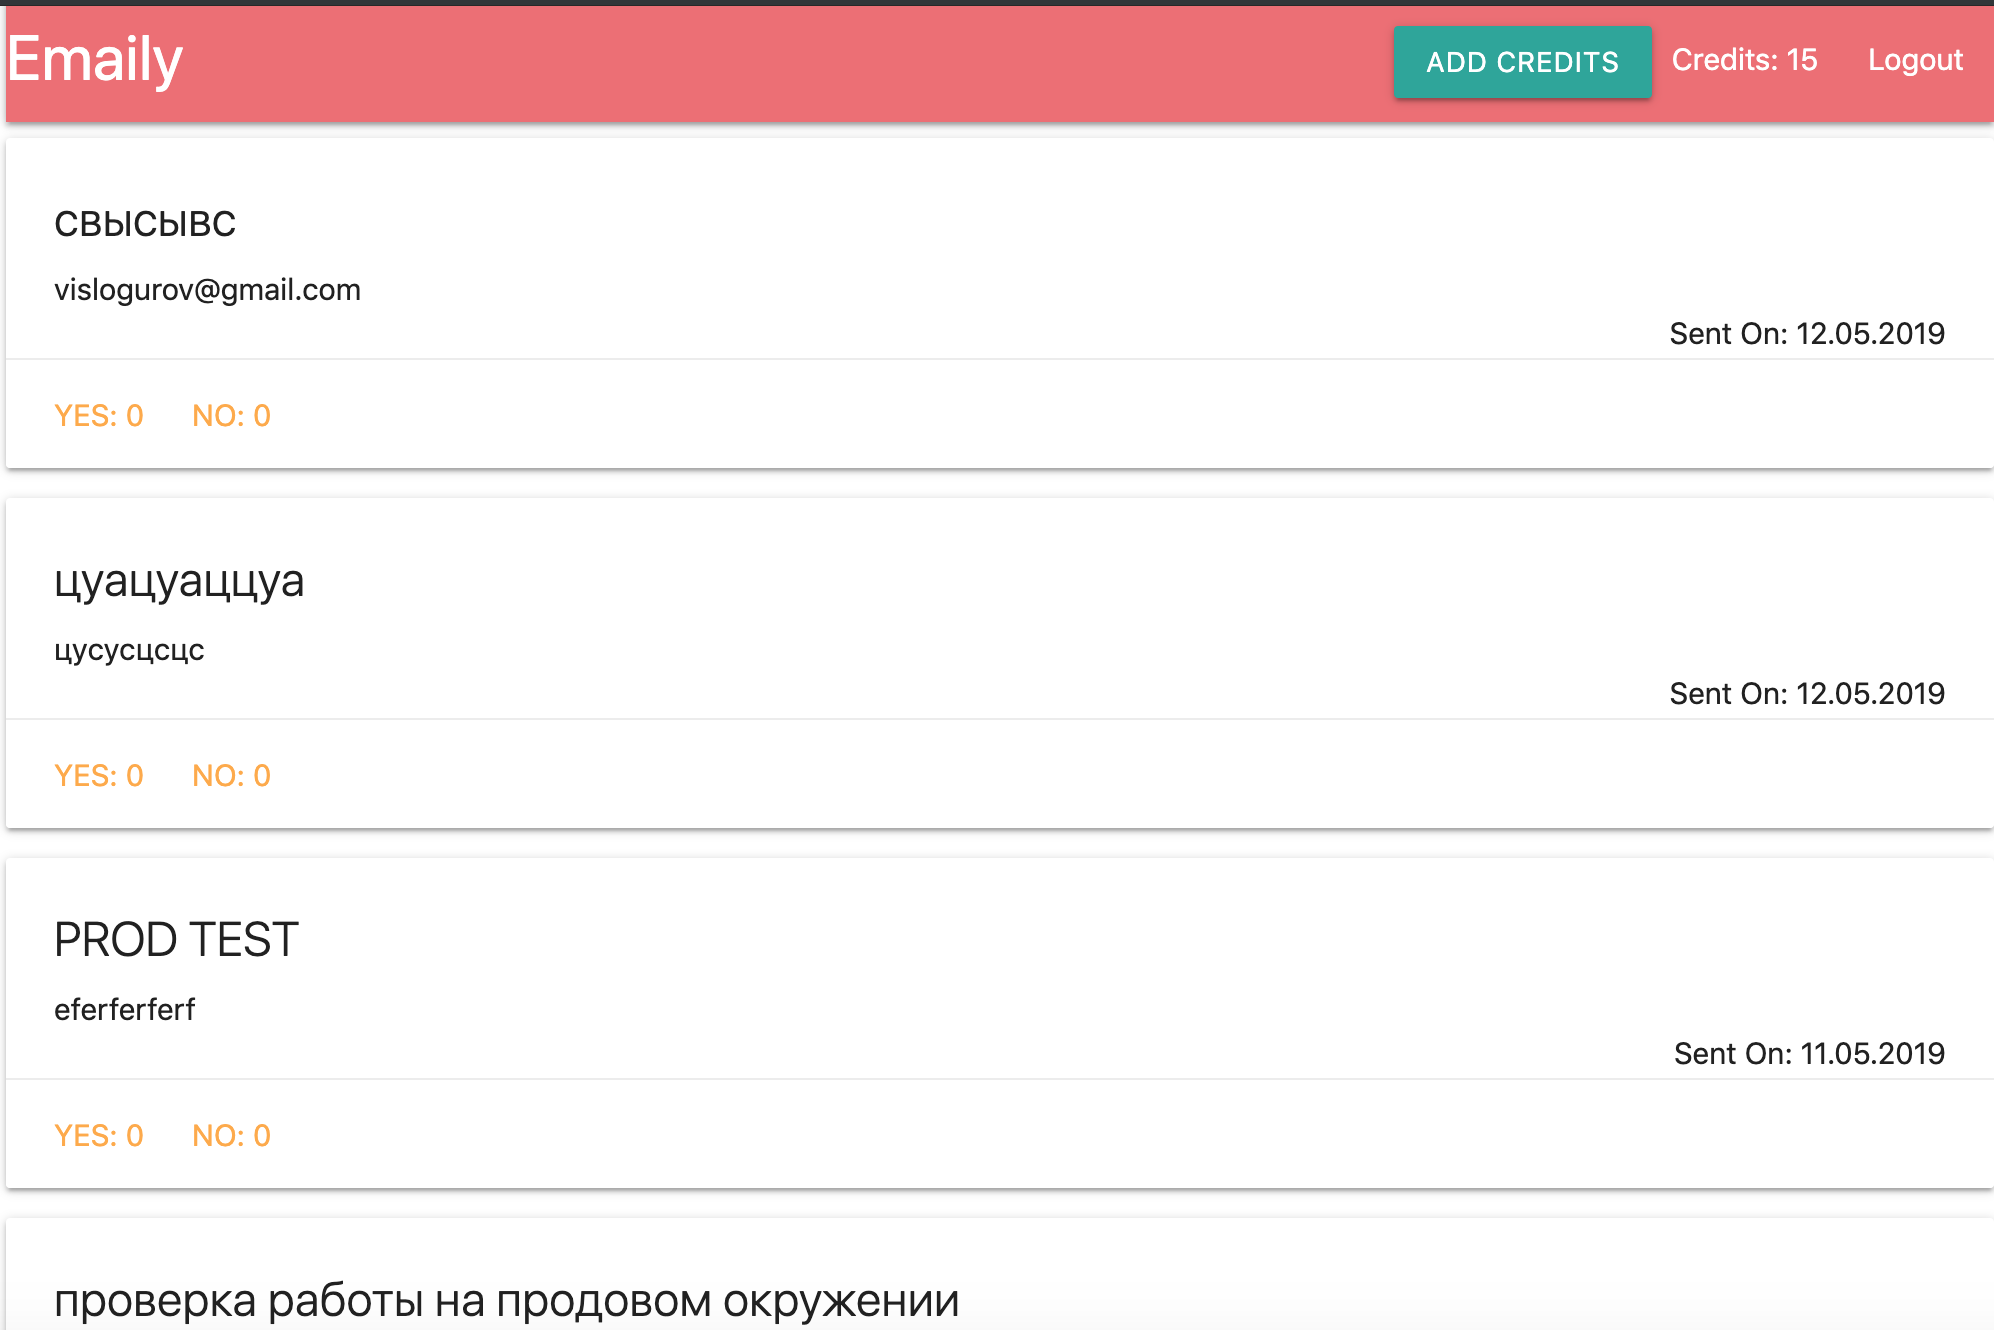 Emaily
ADD CREDITS Credits: 15 Logout
свысывс
vislogurov@gmail.com
Sent On: 12.05.2019
YES: 0 NO: 0
цуацуаццуа
цусусцсцс
Sent On: 12.05.2019
YES: 0 NO: 0
PROD TEST
eferferferf
Sent On: 11.05.2019
YES: 0 NO: 0
проверка работы на продовом окружении